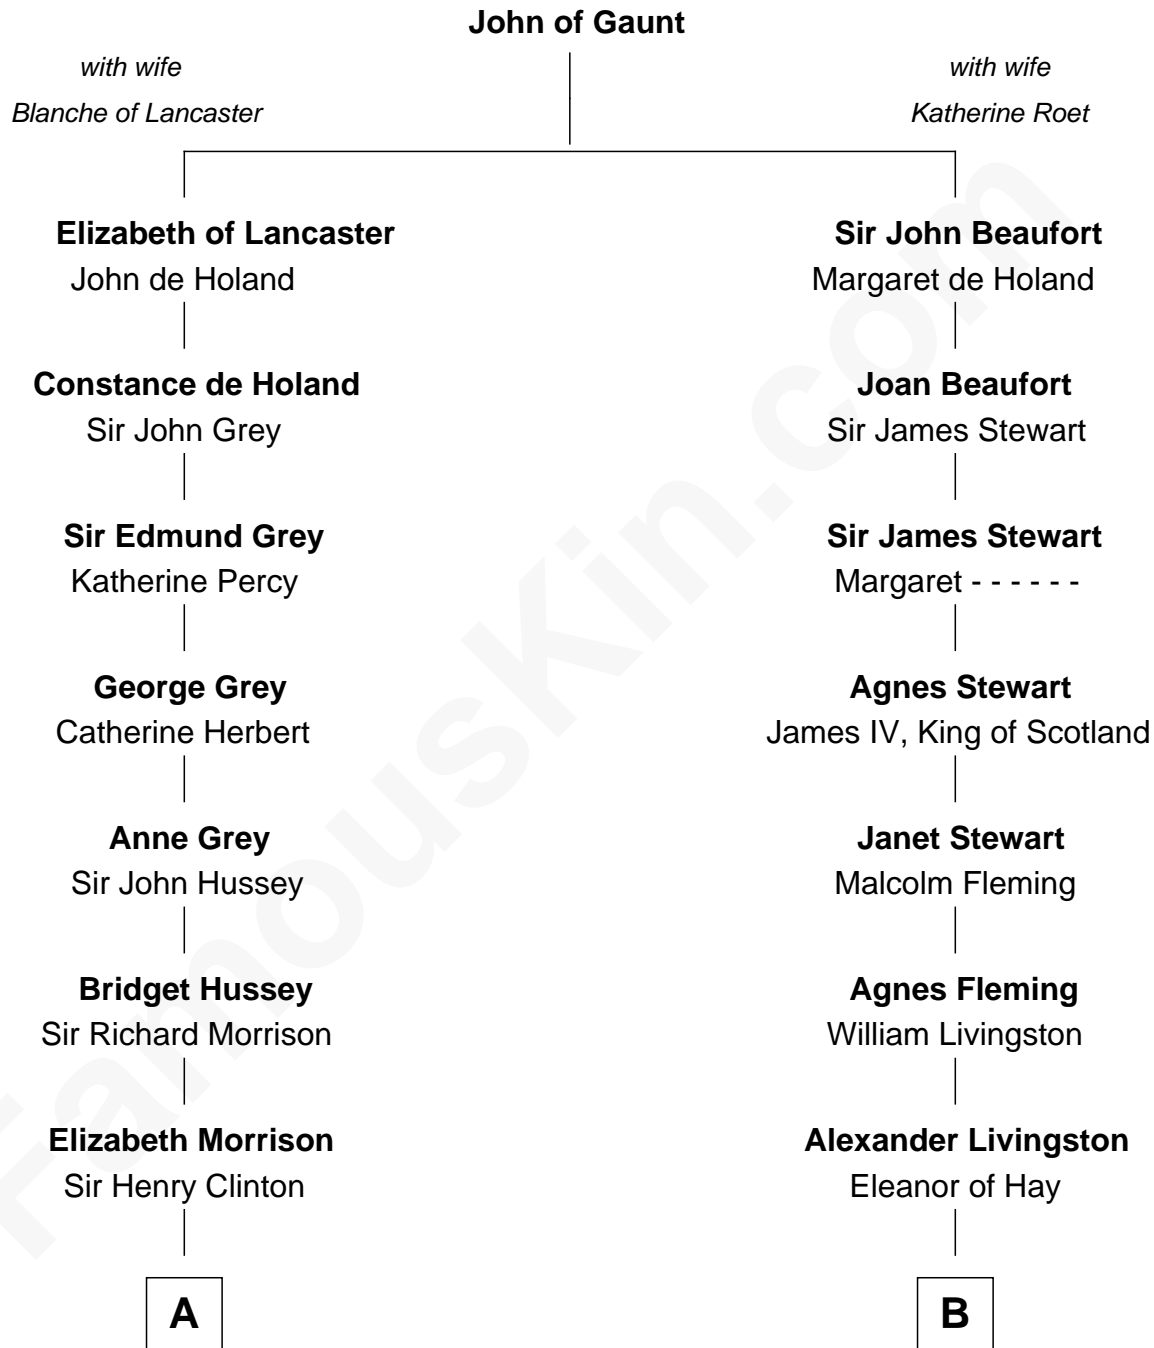 John of Gaunt
with wife
Blanche of Lancaster
with wife
Katherine Roet
Elizabeth of Lancaster
John de Holand
Sir John Beaufort
Margaret de Holand
Constance de Holand
Sir John Grey
Joan Beaufort
Sir James Stewart
Sir Edmund Grey
Katherine Percy
Sir James Stewart
Margaret - - - - - -
George Grey
Catherine Herbert
Agnes Stewart
James IV, King of Scotland
Anne Grey
Sir John Hussey
Janet Stewart
Malcolm Fleming
Bridget Hussey
Sir Richard Morrison
Agnes Fleming
William Livingston
Elizabeth Morrison
Sir Henry Clinton
Alexander Livingston
Eleanor of Hay
A
B
FamousKin.com